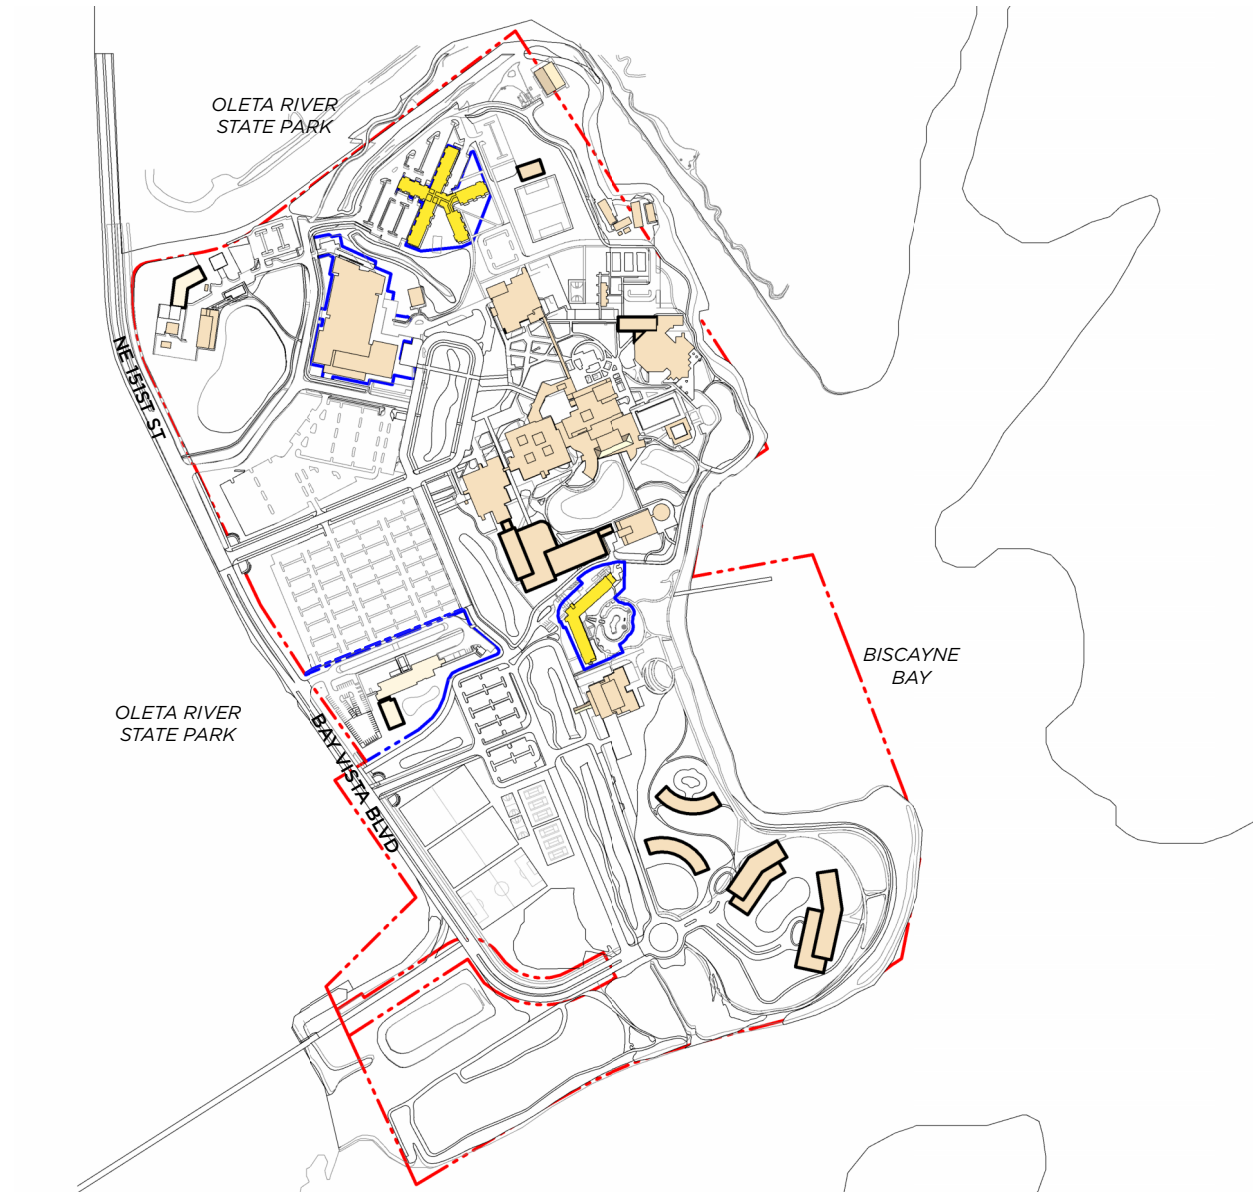 OLETA RIVER
STATE PARK
NE 151ST ST
BISCAYNE
BAY
OLETA RIVER
STATE PARK
BAY VISTA BLVD